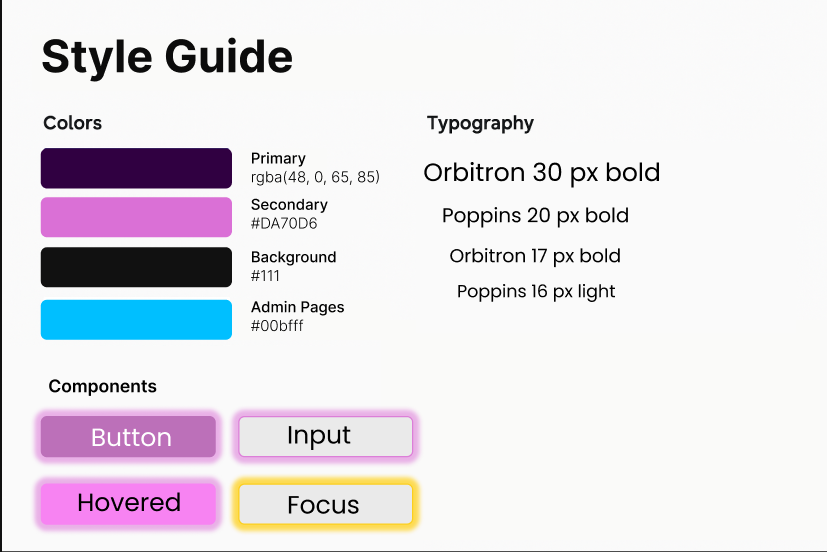 Style Guide
Colors
Primary
rgba(48, 0, 65, 85)
Secondary
#DA70D6
Background
#111
Admin Pages
#00bfff
Typography
Orbitron 30 px bold
Poppins 20 px bold
Orbitron 17 px bold
Poppins 16 px light
Components
Button
Input
Hovered
Focus